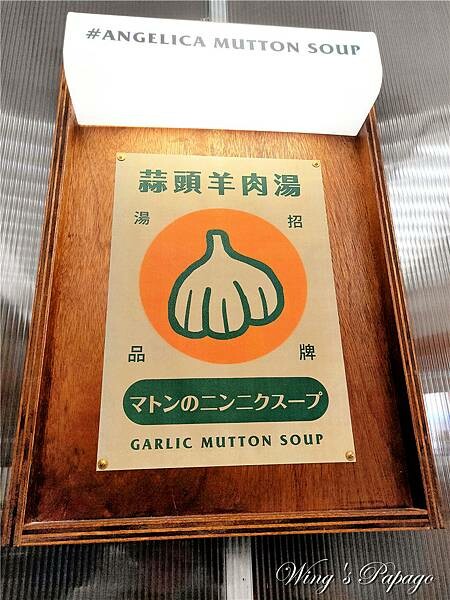 #ANGELICA MUTTON SOUP
蒜頭羊肉湯
湯 招
品 牌
マトンのニンニクスープ
GARLIC MUTTON SOUP
Wing's Papago